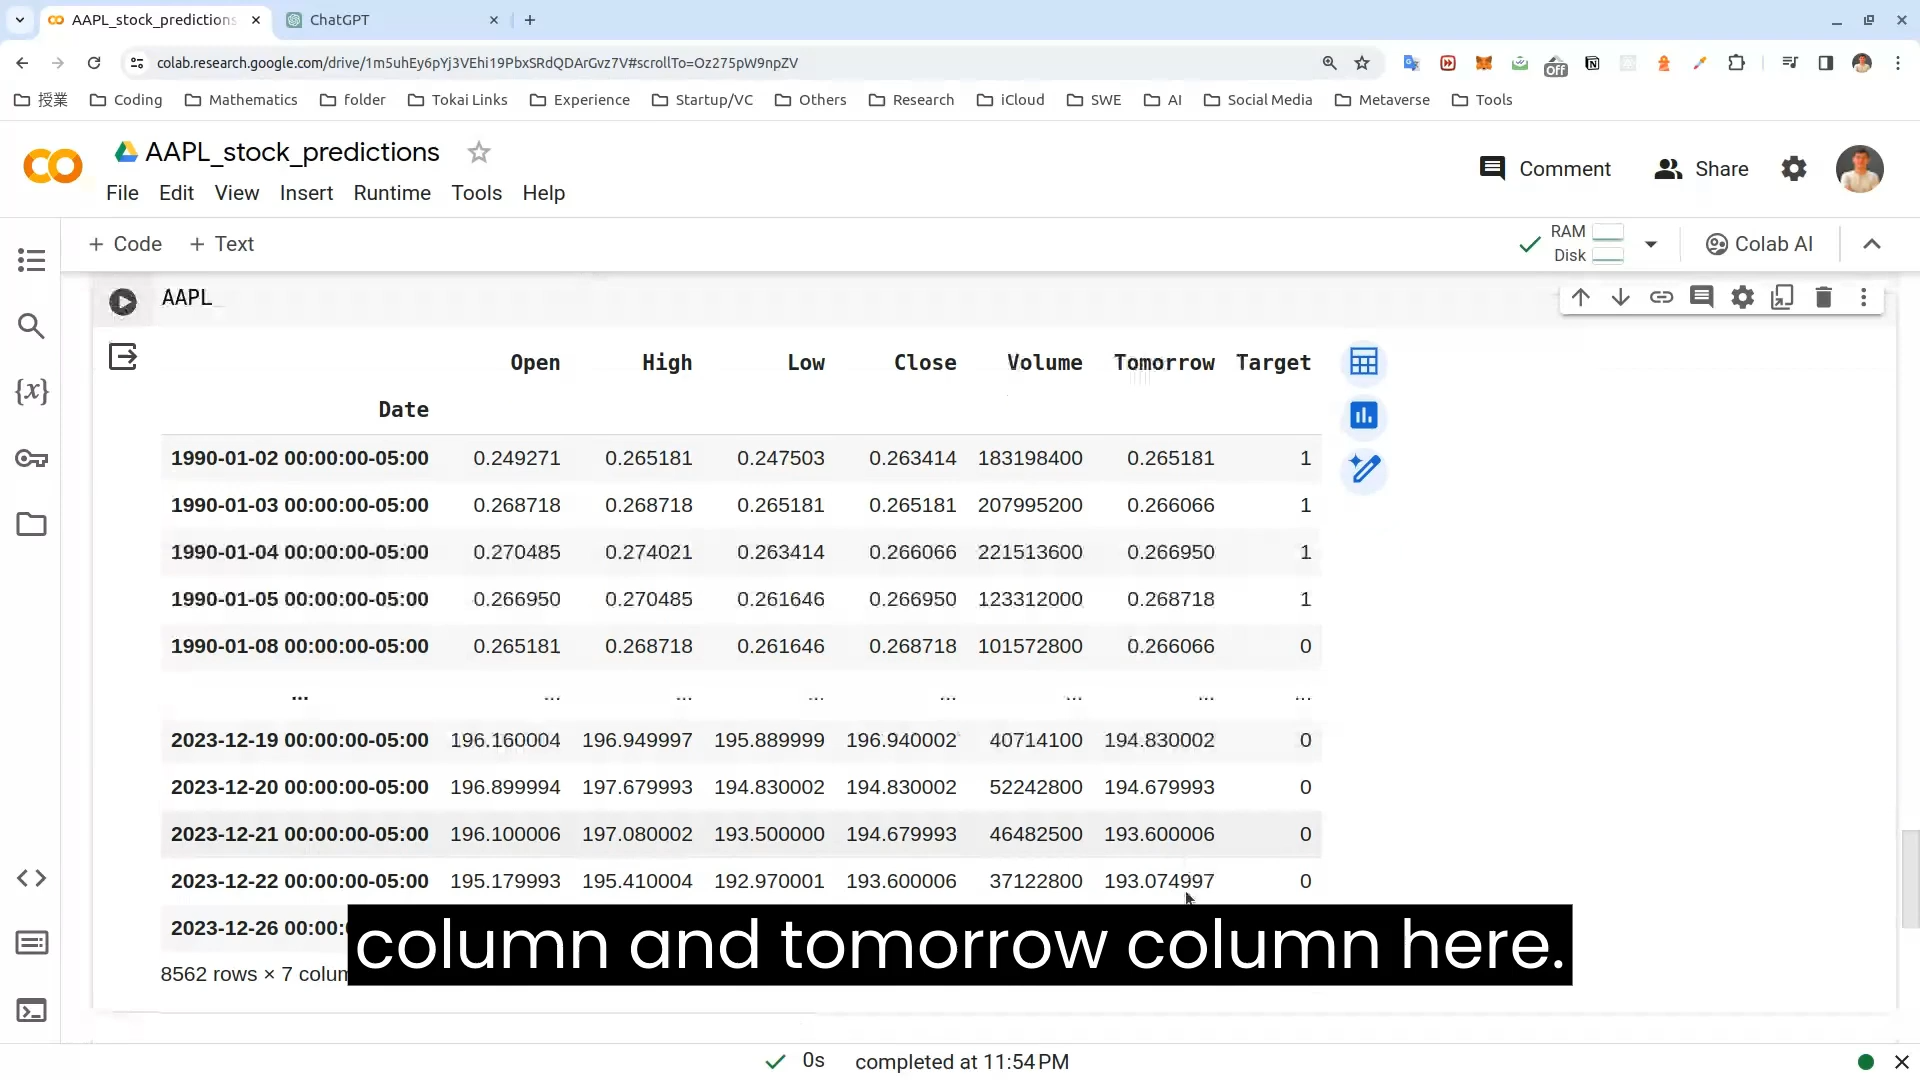 AAPL_stock_predictions
ChatGPT
colab.research.google.com/drive/1m5uhEy6pYj3VEhi19PbxSRdQDArGvz7V#scrollTo=Oz275pW9npZV
Off
授業 Coding Mathematics folder Tokai Links Experience Startup/VC Others Research iCloud SWE AI Social Media Metaverse Tools
AAPL_stock_predictions
Comment Share
File Edit View Insert Runtime Tools Help
+ Code + Text
RAM
Disk
Colab AI
AAPL
Open High Low Close Volume Tomorrow Target
Date
1990-01-02 00:00:00-05:00 0.249271 0.265181 0.247503 0.263414 183198400 0.265181 1
1990-01-03 00:00:00-05:00 0.268718 0.268718 0.265181 0.265181 207995200 0.266066 1
1990-01-04 00:00:00-05:00 0.270485 0.274021 0.263414 0.266066 221513600 0.266950 1
1990-01-05 00:00:00-05:00 0.266950 0.270485 0.261646 0.266950 123312000 0.268718 1
1990-01-08 00:00:00-05:00 0.265181 0.268718 0.261646 0.268718 101572800 0.266066 0
... ... ... ... ... ... ... ...
2023-12-19 00:00:00-05:00 196.160004 196.949997 195.889999 196.940002 40714100 194.830002 0
2023-12-20 00:00:00-05:00 196.899994 197.679993 194.830002 194.830002 52242800 194.679993 0
2023-12-21 00:00:00-05:00 196.100006 197.080002 193.500000 194.679993 46482500 193.600006 0
2023-12-22 00:00:00-05:00 195.179993 195.410004 192.970001 193.600006 37122800 193.074997 0
2023-12-26 00:00:
column and tomorrow column here.
8562 rows × 7 colum
0s completed at 11:54 PM